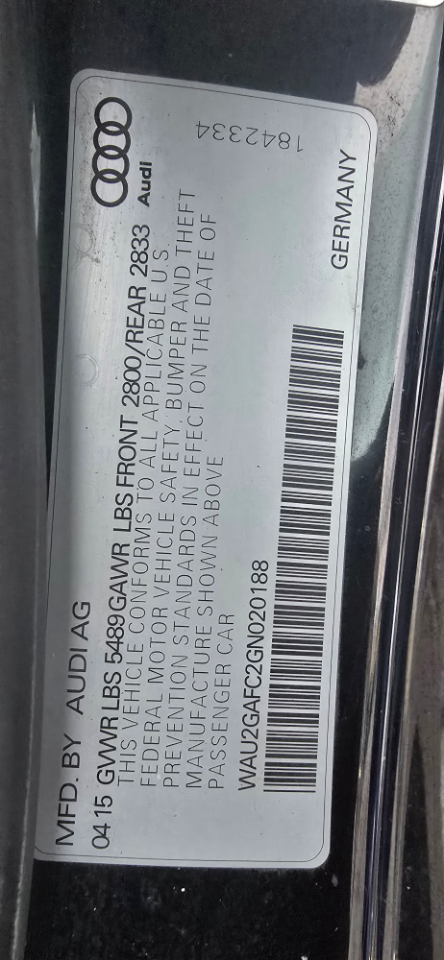 MFD. BY AUDI AG
Audi
04 15 GVWR LBS 5489 GAWR LBS FRONT 2800/REAR 2833
THIS VEHICLE CONFORMS TO ALL APPLICABLE U S
FEDERAL MOTOR VEHICLE SAFETY, BUMPER AND THEFT
PREVENTION STANDARDS IN EFFECT ON THE DATE OF
MANUFACTURE SHOWN ABOVE
PASSENGER CAR
WAU2GAFC2GN020188
1842334
GERMANY